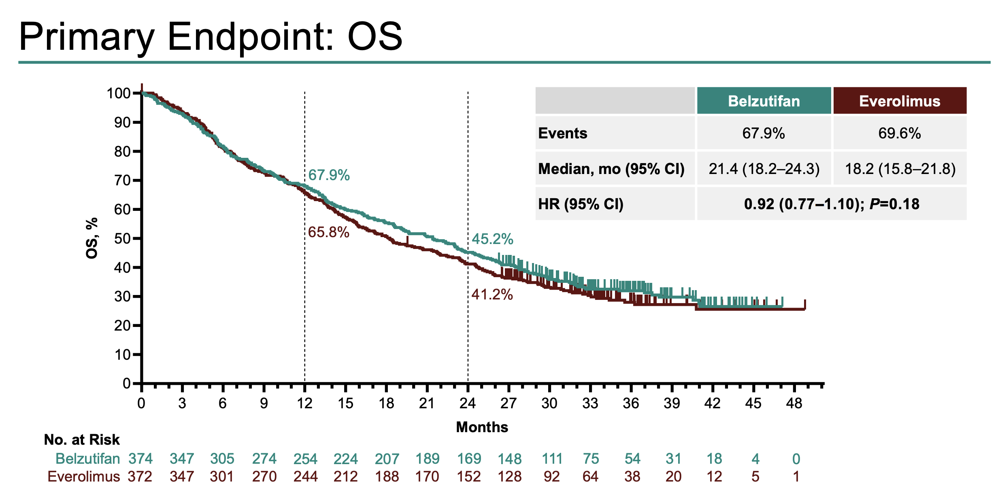 Primary Endpoint: OS
Belzutifan Everolimus
Events 67.9% 69.6%
Median, mo (95% CI) 21.4 (18.2–24.3) 18.2 (15.8–21.8)
HR (95% CI) 0.92 (0.77–1.10); P=0.18
OS, %
100
90
80
70
60
50
40
30
20
10
0
67.9%
65.8%
45.2%
41.2%
0 3 6 9 12 15 18 21 24 27 30 33 36 39 42 45 48
Months
No. at Risk
Belzutifan 374 347 305 274 254 224 207 189 169 148 111 75 54 31 18 4 0
Everolimus 372 347 301 270 244 212 188 170 152 128 92 64 38 20 12 5 1